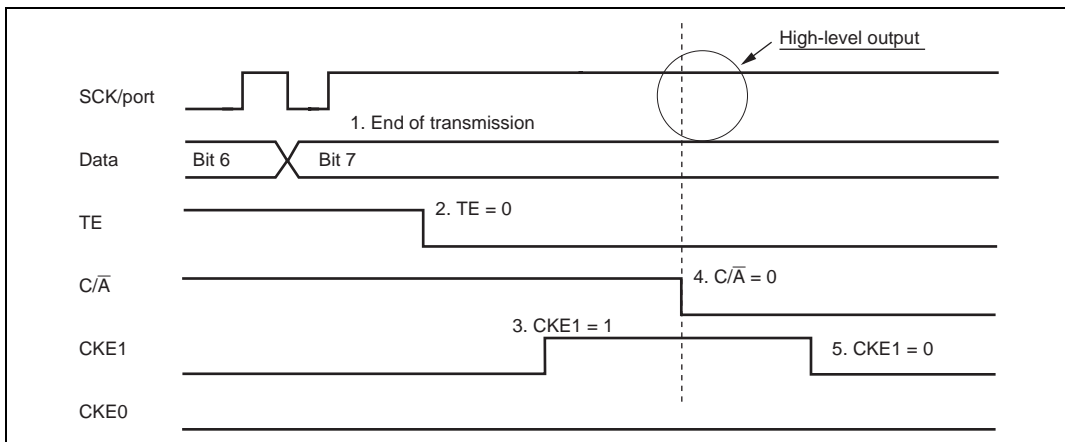 High-level output
SCK/port
1. End of transmission
Data
Bit 6
Bit 7
TE
2. TE = 0
C/A̅
4. C/A̅ = 0
3. CKE1 = 1
CKE1
5. CKE1 = 0
CKE0